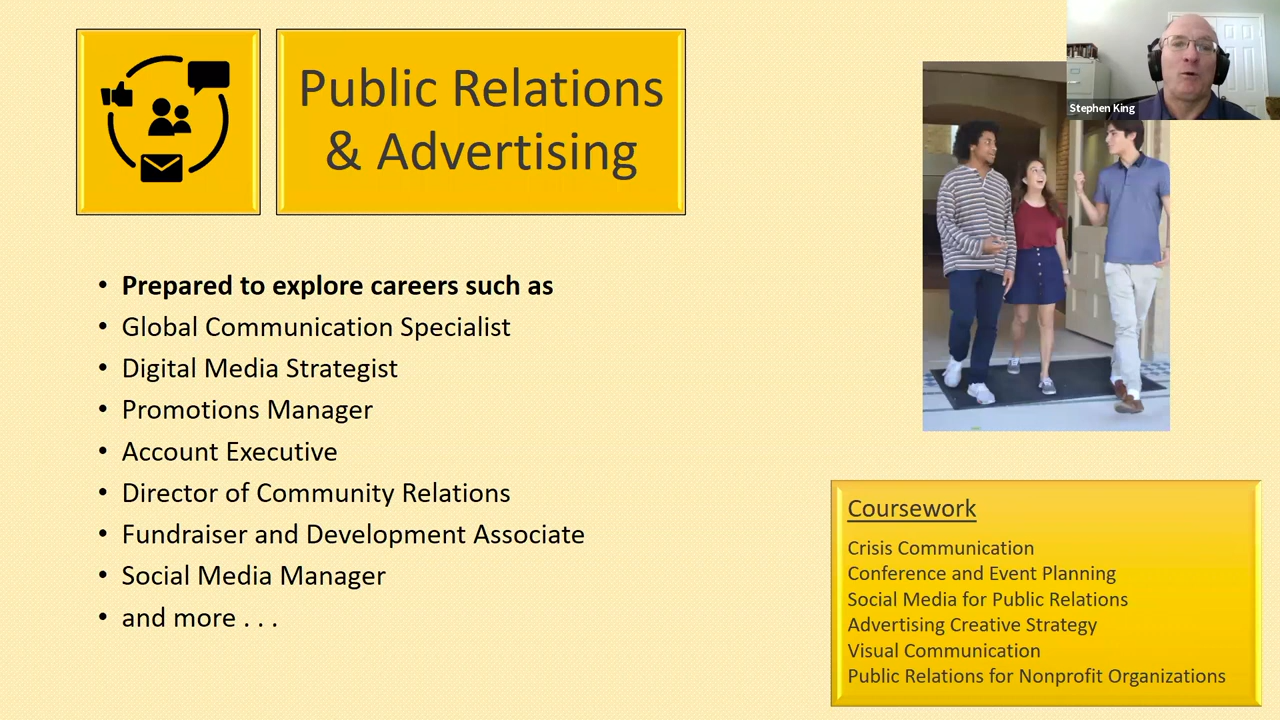 Public Relations
& Advertising
Stephen King
• Prepared to explore careers such as
• Global Communication Specialist
• Digital Media Strategist
• Promotions Manager
• Account Executive
• Director of Community Relations
• Fundraiser and Development Associate
• Social Media Manager
• and more . . .
Coursework
Crisis Communication
Conference and Event Planning
Social Media for Public Relations
Advertising Creative Strategy
Visual Communication
Public Relations for Nonprofit Organizations